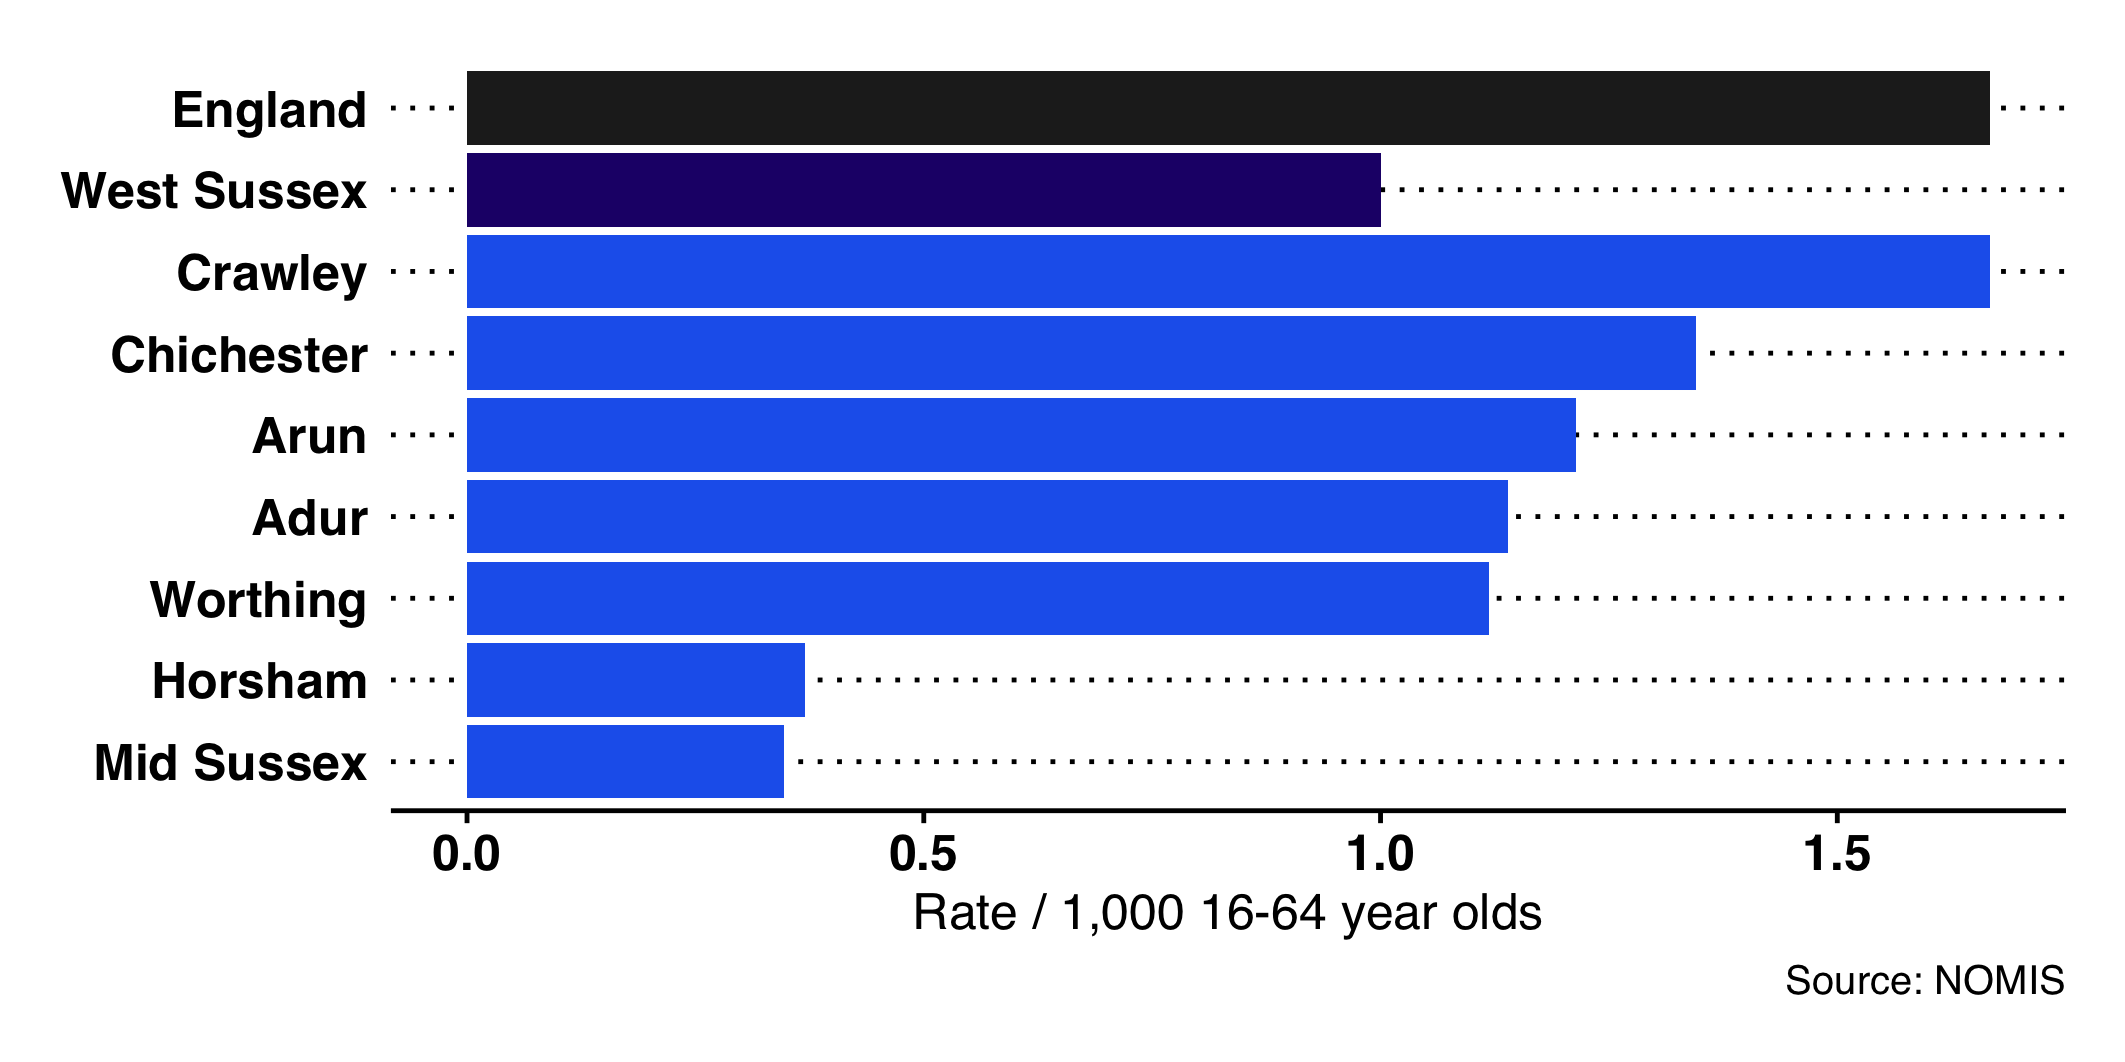 England
West Sussex
Crawley
Chichester
Arun
Adur
Worthing
Horsham
Mid Sussex
0.0 0.5 1.0 1.5
Rate / 1,000 16-64 year olds
Source: NOMIS